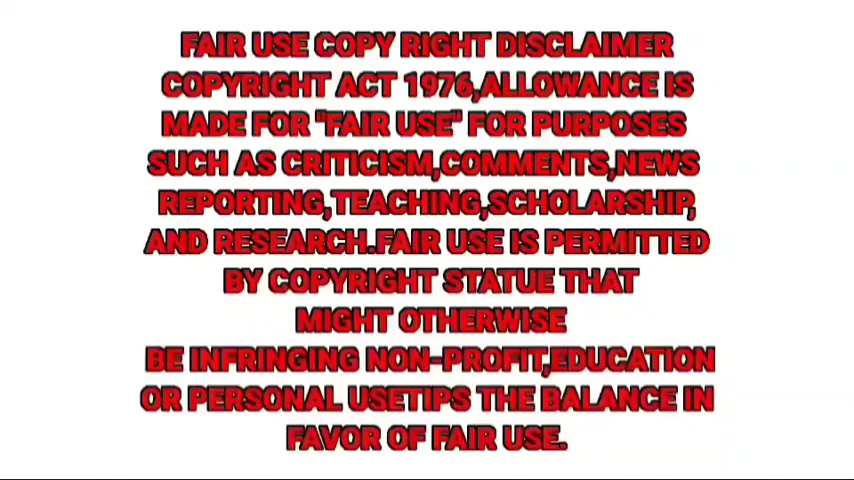 FAIR USE COPY RIGHT DISCLAIMER
COPYRIGHT ACT 1976,ALLOWANCE IS
MADE FOR "FAIR USE" FOR PURPOSES
SUCH AS CRITICISM,COMMENTS,NEWS
REPORTING,TEACHING,SCHOLARSHIP,
AND RESEARCH.FAIR USE IS PERMITTED
BY COPYRIGHT STATUE THAT
MIGHT OTHERWISE
BE INFRINGING NON-PROFIT,EDUCATION
OR PERSONAL USETIPS THE BALANCE IN
FAVOR OF FAIR USE.